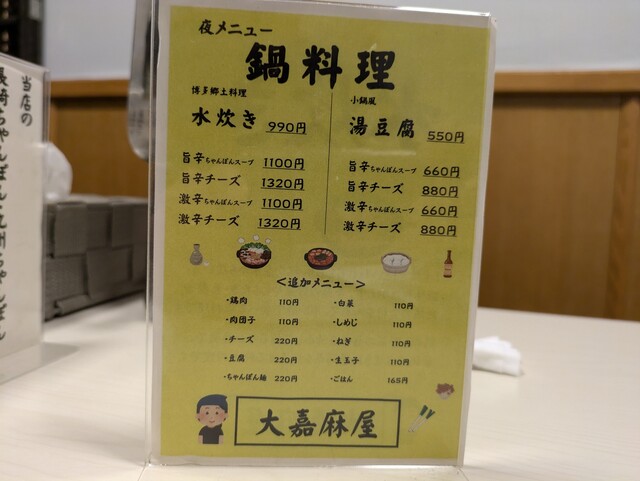 夜メニュー
鍋料理
博多郷土料理
水炊き 990円
旨辛ちゃんぽんスープ 1100円
旨辛チーズ 1320円
激辛ちゃんぽんスープ 1100円
激辛チーズ 1320円
小鍋風
湯豆腐 550円
旨辛ちゃんぽんスープ 660円
旨辛チーズ 880円
激辛ちゃんぽんスープ 660円
激辛チーズ 880円
<追加メニュー>
・鶏肉 110円
・肉団子 110円
・チーズ 220円
・豆腐 220円
・ちゃんぽん麺 220円
・白菜 110円
・しめじ 110円
・ねぎ 110円
・生玉子 110円
・ごはん 165円
大嘉麻屋
当店の
長崎ちゃんぽん・九州ちゃんぽん